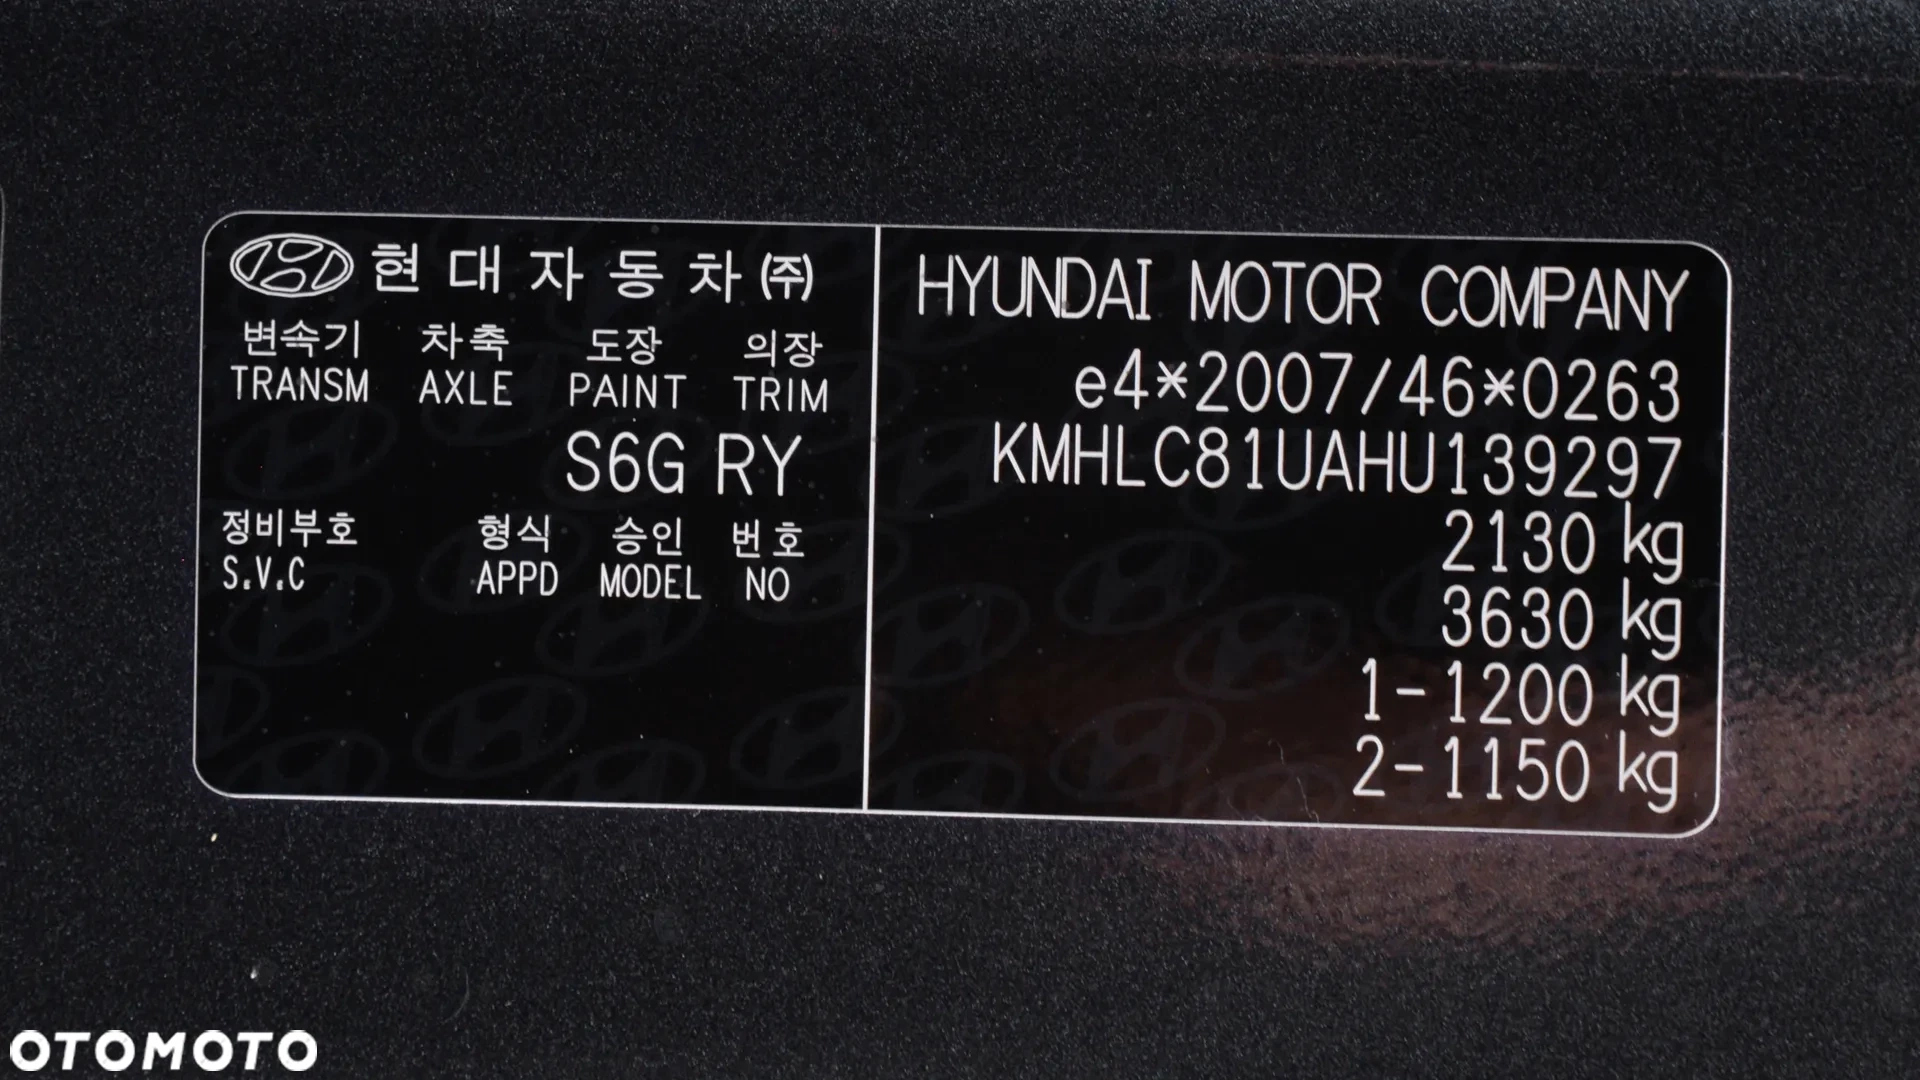 현대자동차 ㈜
변속기 차축 도장 의장
TRANSM AXLE PAINT TRIM
S6G RY
정비부호 형식 승인 번호
S.V.C APPD MODEL NO
HYUNDAI MOTOR COMPANY
e4*2007/46*0263
KMHLC81UAHU139297
2130 kg
3630 kg
1-1200 kg
2-1150 kg
OTOMOTO